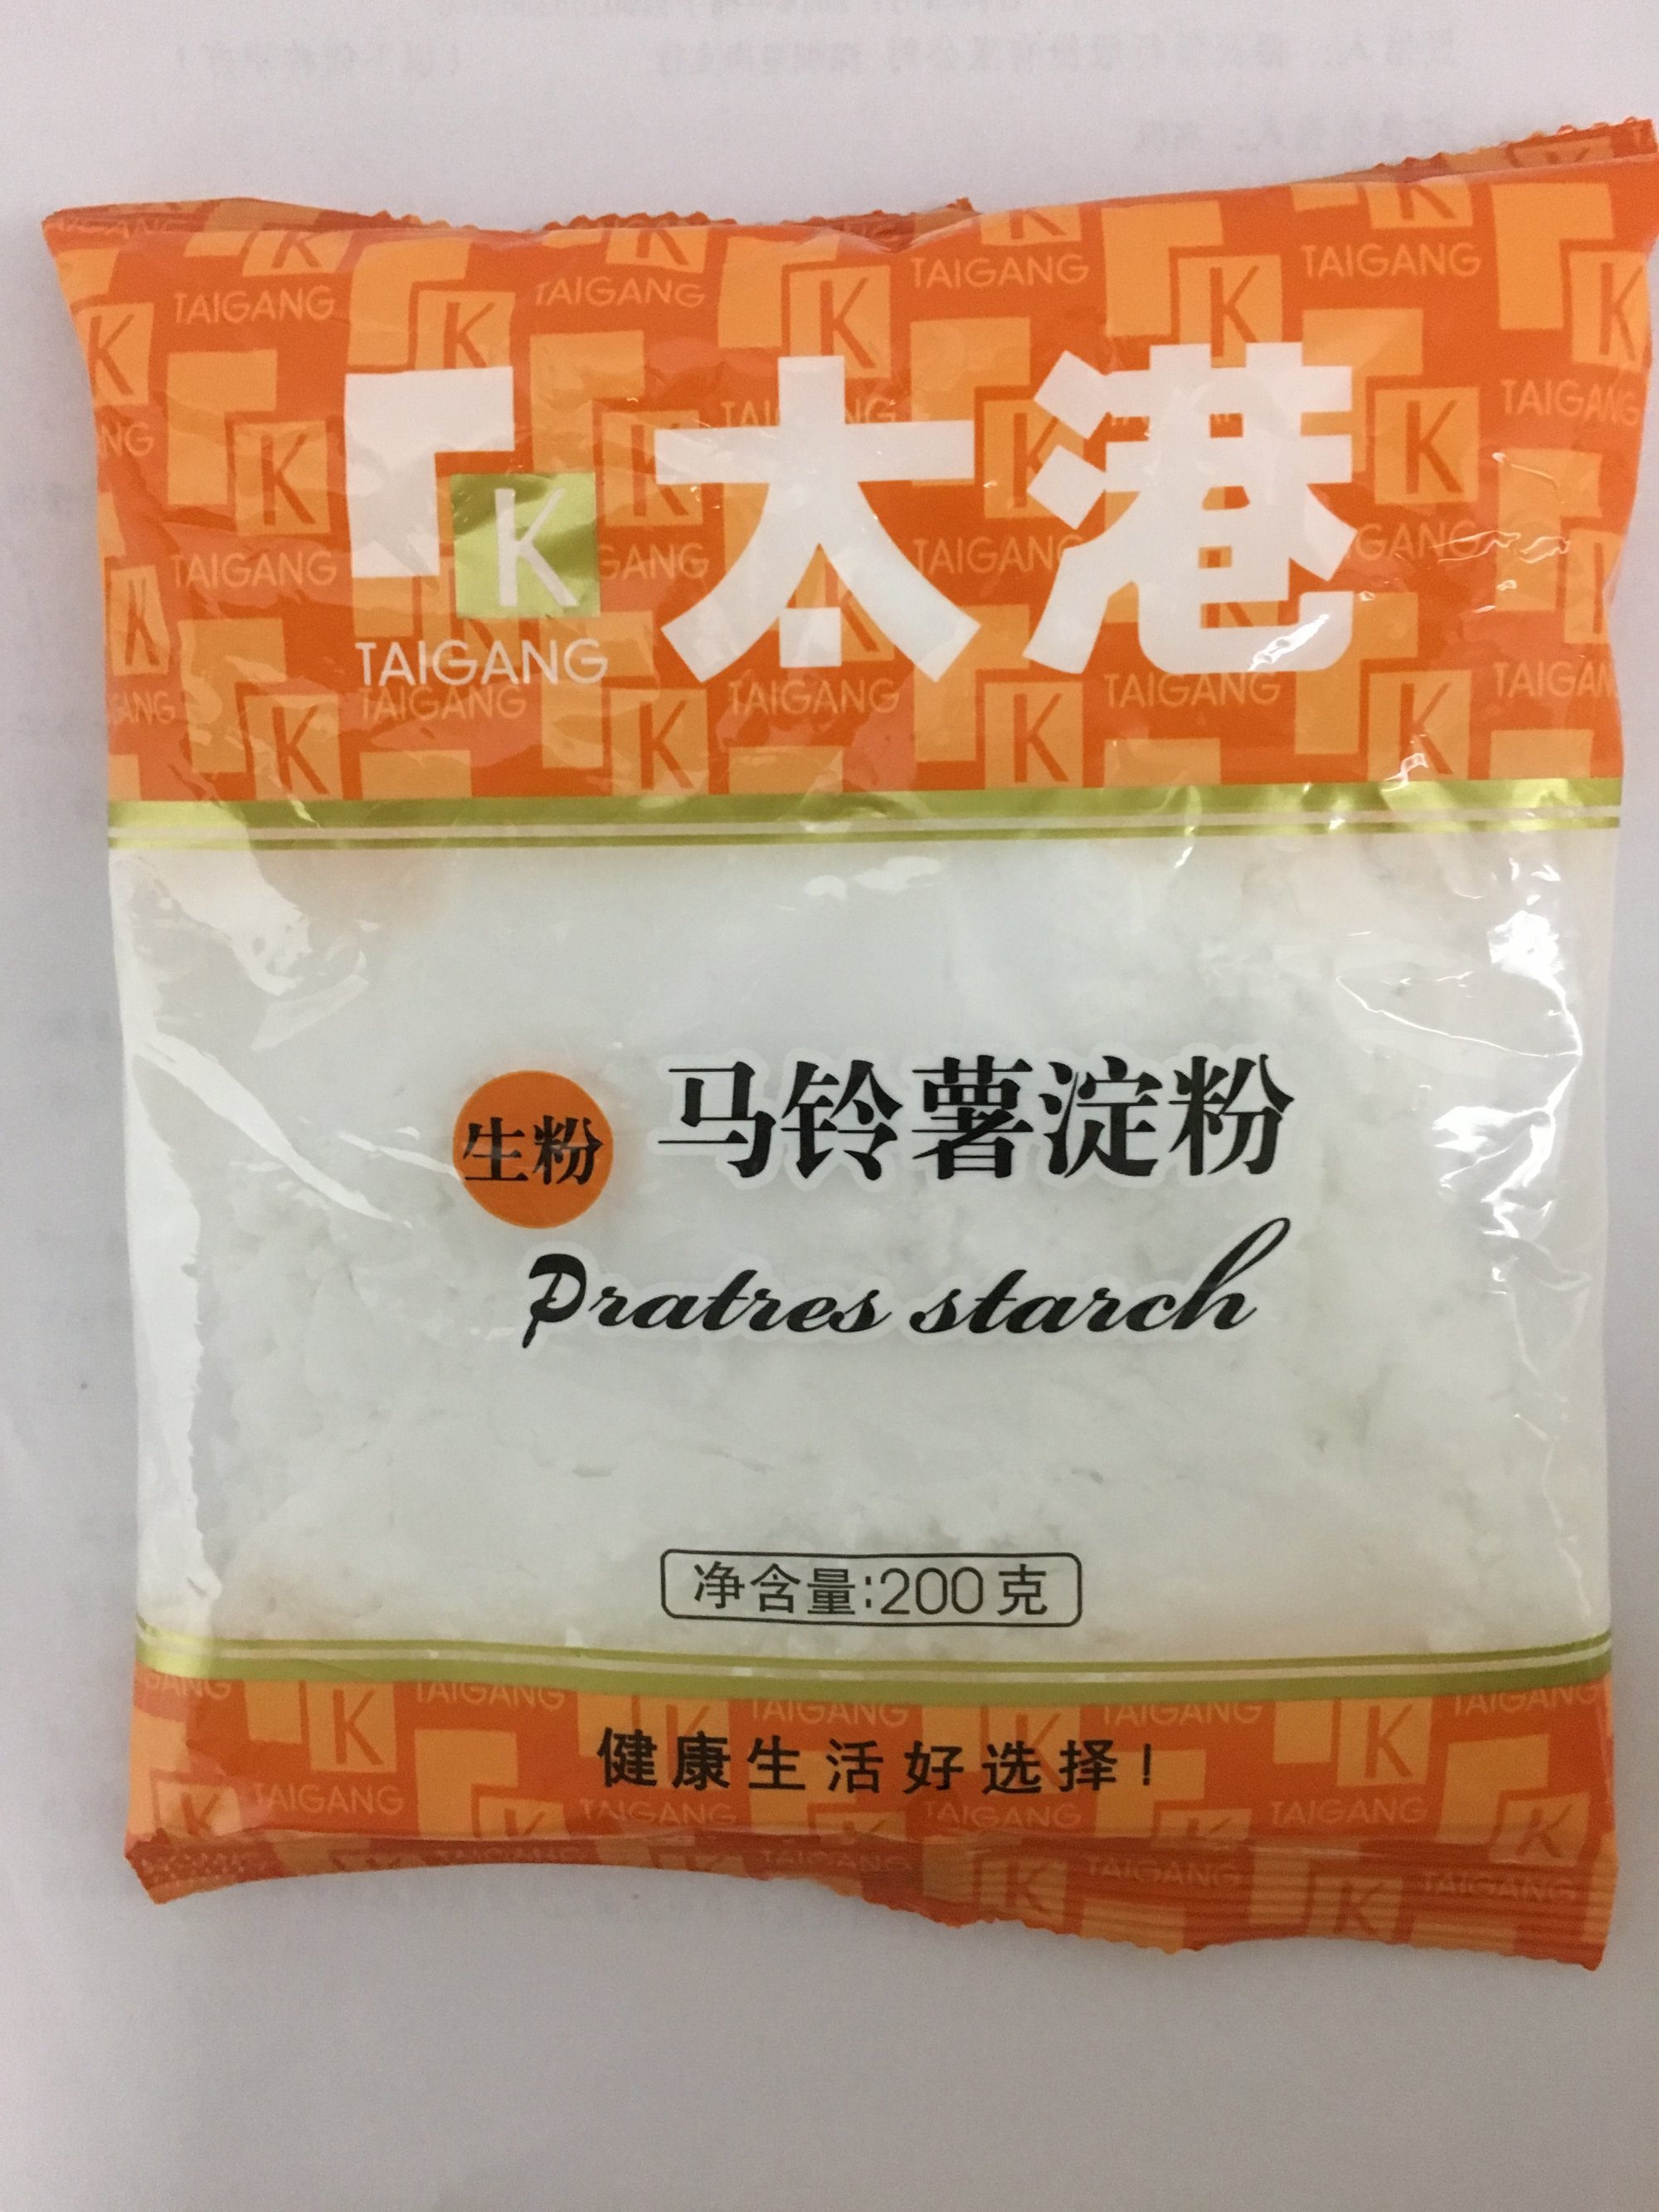 太港
K
TAIGANG
生粉
马铃薯淀粉
Pratres starch
净含量:200克
健康生活好选择!